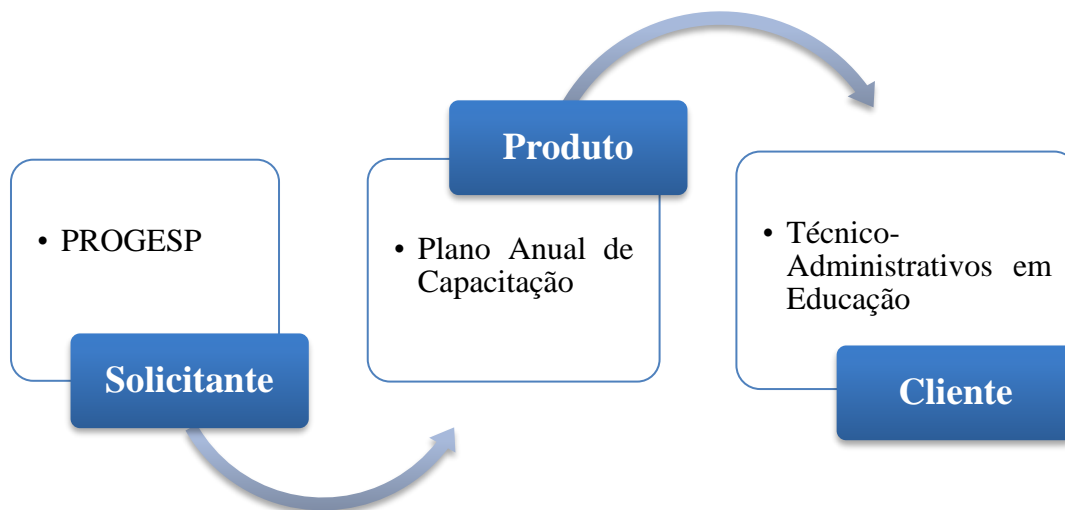 • PROGESP
Solicitante
Produto
• Plano Anual de
Capacitação
• Técnico-
Administrativos em
Educação
Cliente